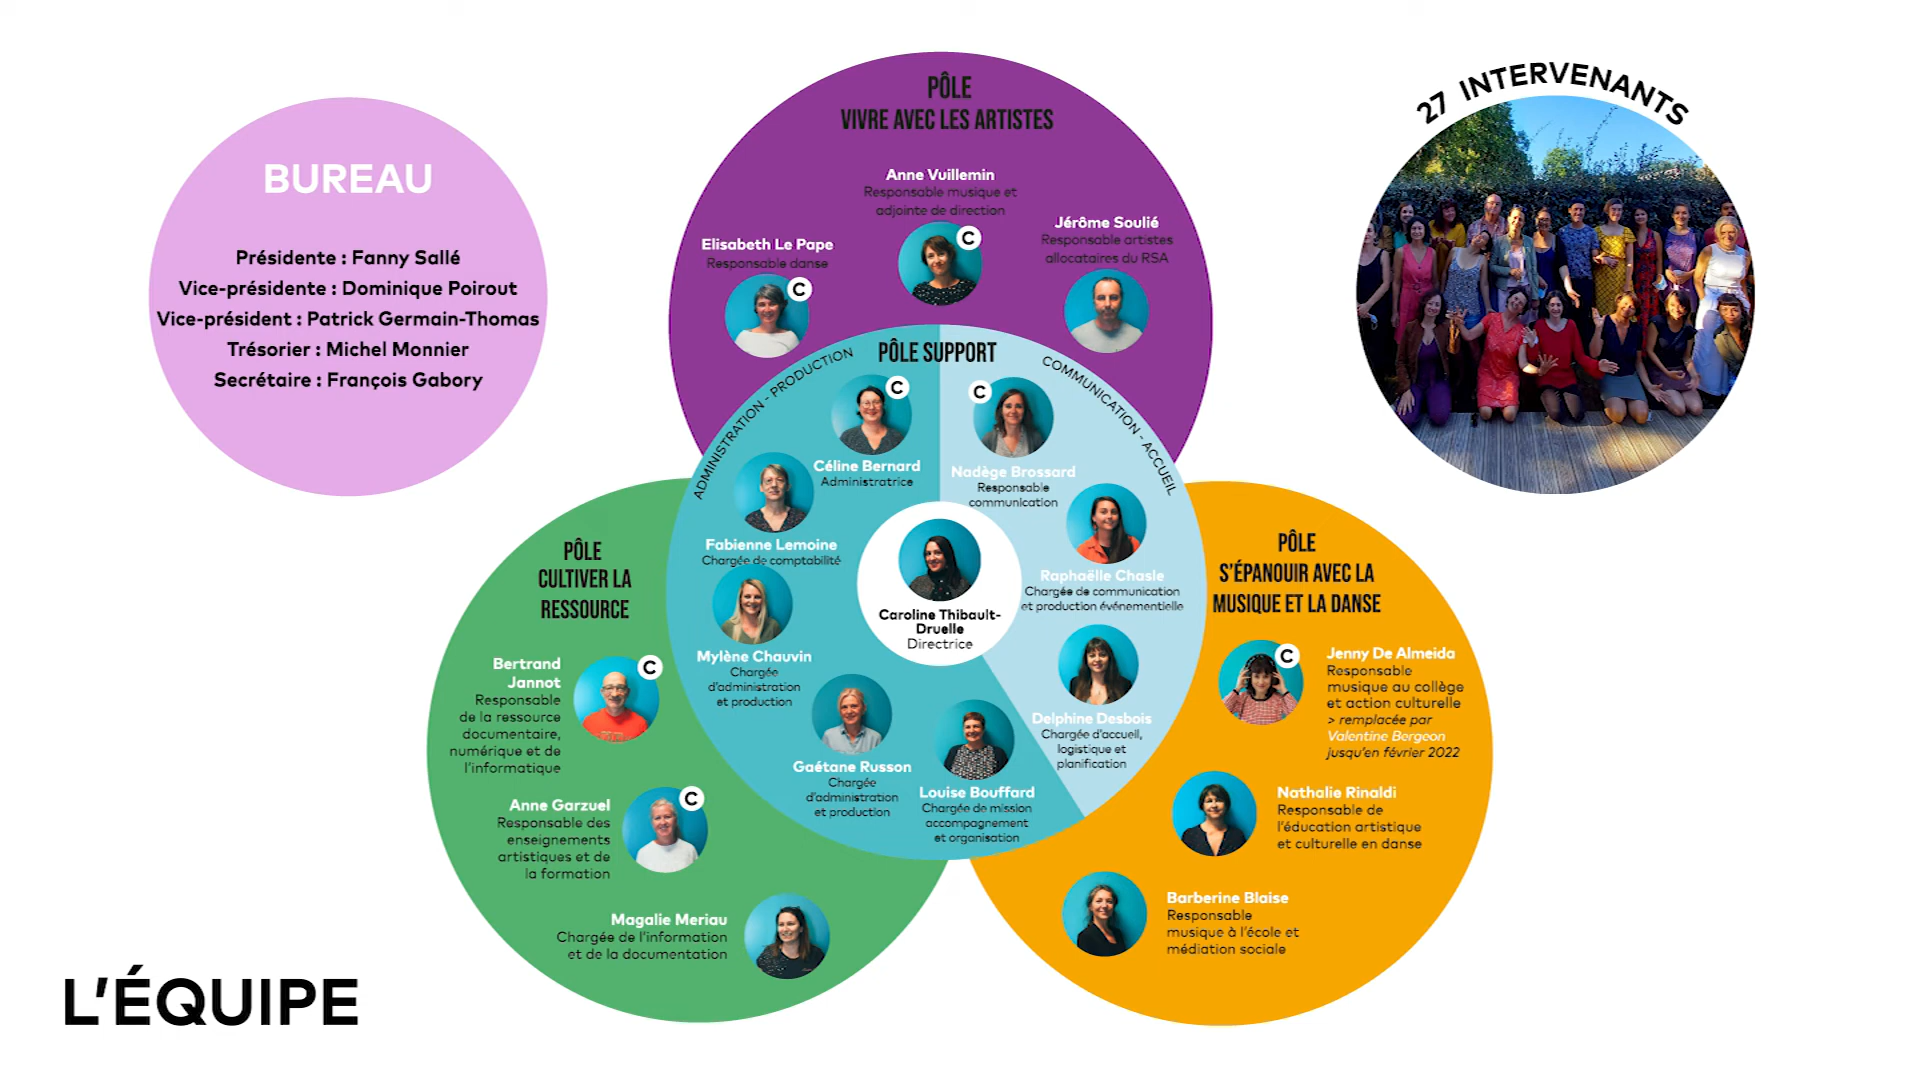 BUREAU
Présidente : Fanny Sallé
Vice-présidente : Dominique Poirout
Vice-président : Patrick Germain-Thomas
Trésorier : Michel Monnier
Secrétaire : François Gabory
PÔLE
VIVRE AVEC LES ARTISTES
Anne Vuillemin
Responsable musique et
adjointe de direction
C
Elisabeth Le Pape
Responsable danse
C
Jérôme Soulié
Responsable artistes
allocataires du RSA
27 INTERVENANTS
PÔLE SUPPORT
ADMINISTRATION - PRODUCTION
C
Céline Bernard
Administratrice
Fabienne Lemoine
Chargée de comptabilité
Mylène Chauvin
Chargée
d'administration
et production
Gaétane Russon
Chargée
d'administration
et production
Louise Bouffard
Chargée de mission
accompagnement
et organisation
COMMUNICATION - ACCUEIL
C
Nadège Brossard
Responsable
communication
Raphaëlle Chasle
Chargée de communication
et production événementielle
Delphine Desbois
Chargée d'accueil,
logistique et
planification
Caroline Thibault-
Druelle
Directrice
PÔLE
CULTIVER LA
RESSOURCE
Bertrand
Jannot
Responsable
de la ressource
documentaire,
numérique et de
l'informatique
C
Anne Garzuel
Responsable des
enseignements
artistiques et de
la formation
C
Magalie Meriau
Chargée de l'information
et de la documentation
PÔLE
S'ÉPANOUIR AVEC LA
MUSIQUE ET LA DANSE
C
Jenny De Almeida
Responsable
musique au collège
et action culturelle
> remplacée par
Valentine Bergeon
jusqu'en février 2022
Nathalie Rinaldi
Responsable de
l'éducation artistique
et culturelle en danse
Barberine Blaise
Responsable
musique à l'école et
médiation sociale
L'ÉQUIPE